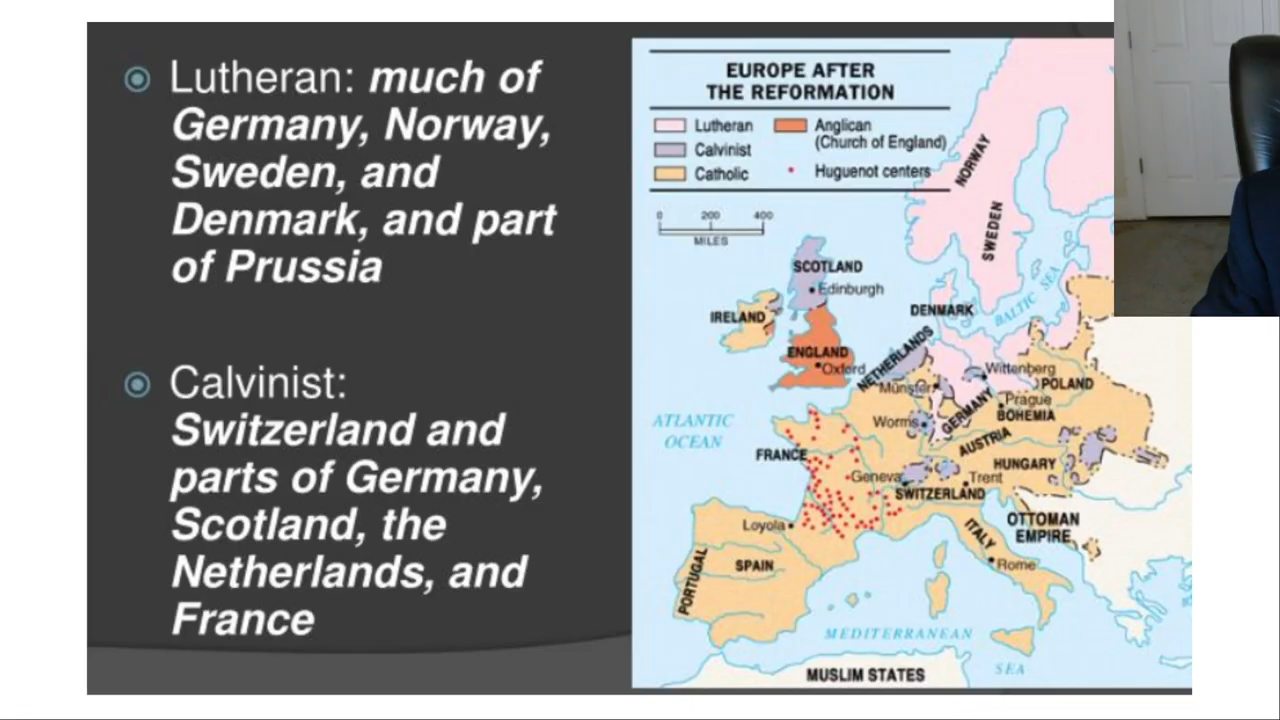 Lutheran: much of
Germany, Norway,
Sweden, and
Denmark, and part
of Prussia
Calvinist:
Switzerland and
parts of Germany,
Scotland, the
Netherlands, and
France
EUROPE AFTER
THE REFORMATION
Lutheran
Calvinist
Catholic
Anglican
(Church of England)
Huguenot centers
0 200 400
MILES
NORWAY
SWEDEN
SCOTLAND
Edinburgh
IRELAND
DENMARK
BALTIC SEA
ENGLAND
Oxford
NETHERLANDS
Münster
Wittenberg
POLAND
Prague
BOHEMIA
GERMANY
Worms
ATLANTIC
OCEAN
AUSTRIA
FRANCE
HUNGARY
Geneva
Trent
SWITZERLAND
Loyola
ITALY
OTTOMAN
EMPIRE
PORTUGAL
SPAIN
Rome
MEDITERRANEAN
SEA
MUSLIM STATES